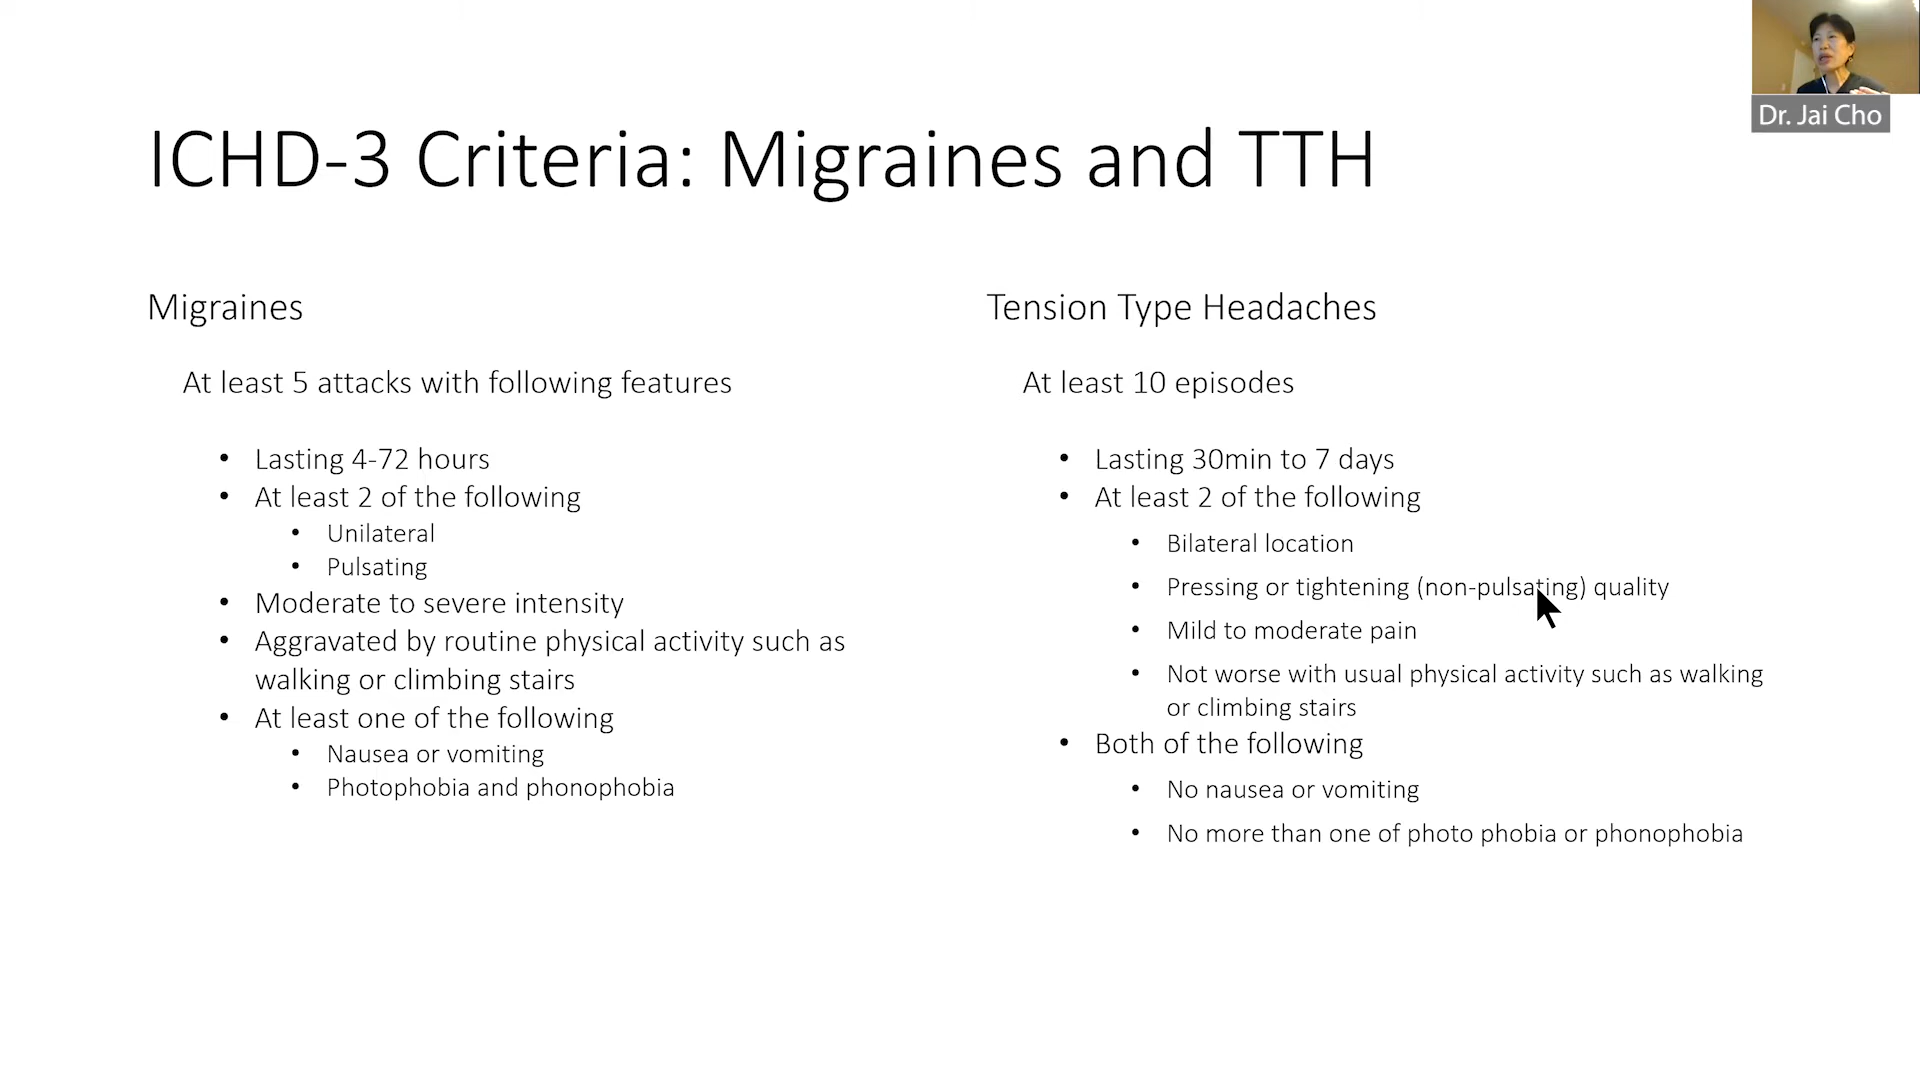 Dr. Jai Cho
ICHD-3 Criteria: Migraines and TTH
Migraines
At least 5 attacks with following features
• Lasting 4-72 hours
• At least 2 of the following
• Unilateral
• Pulsating
• Moderate to severe intensity
• Aggravated by routine physical activity such as
walking or climbing stairs
• At least one of the following
• Nausea or vomiting
• Photophobia and phonophobia
Tension Type Headaches
At least 10 episodes
• Lasting 30min to 7 days
• At least 2 of the following
• Bilateral location
• Pressing or tightening (non-pulsating) quality
• Mild to moderate pain
• Not worse with usual physical activity such as walking
or climbing stairs
• Both of the following
• No nausea or vomiting
• No more than one of photo phobia or phonophobia